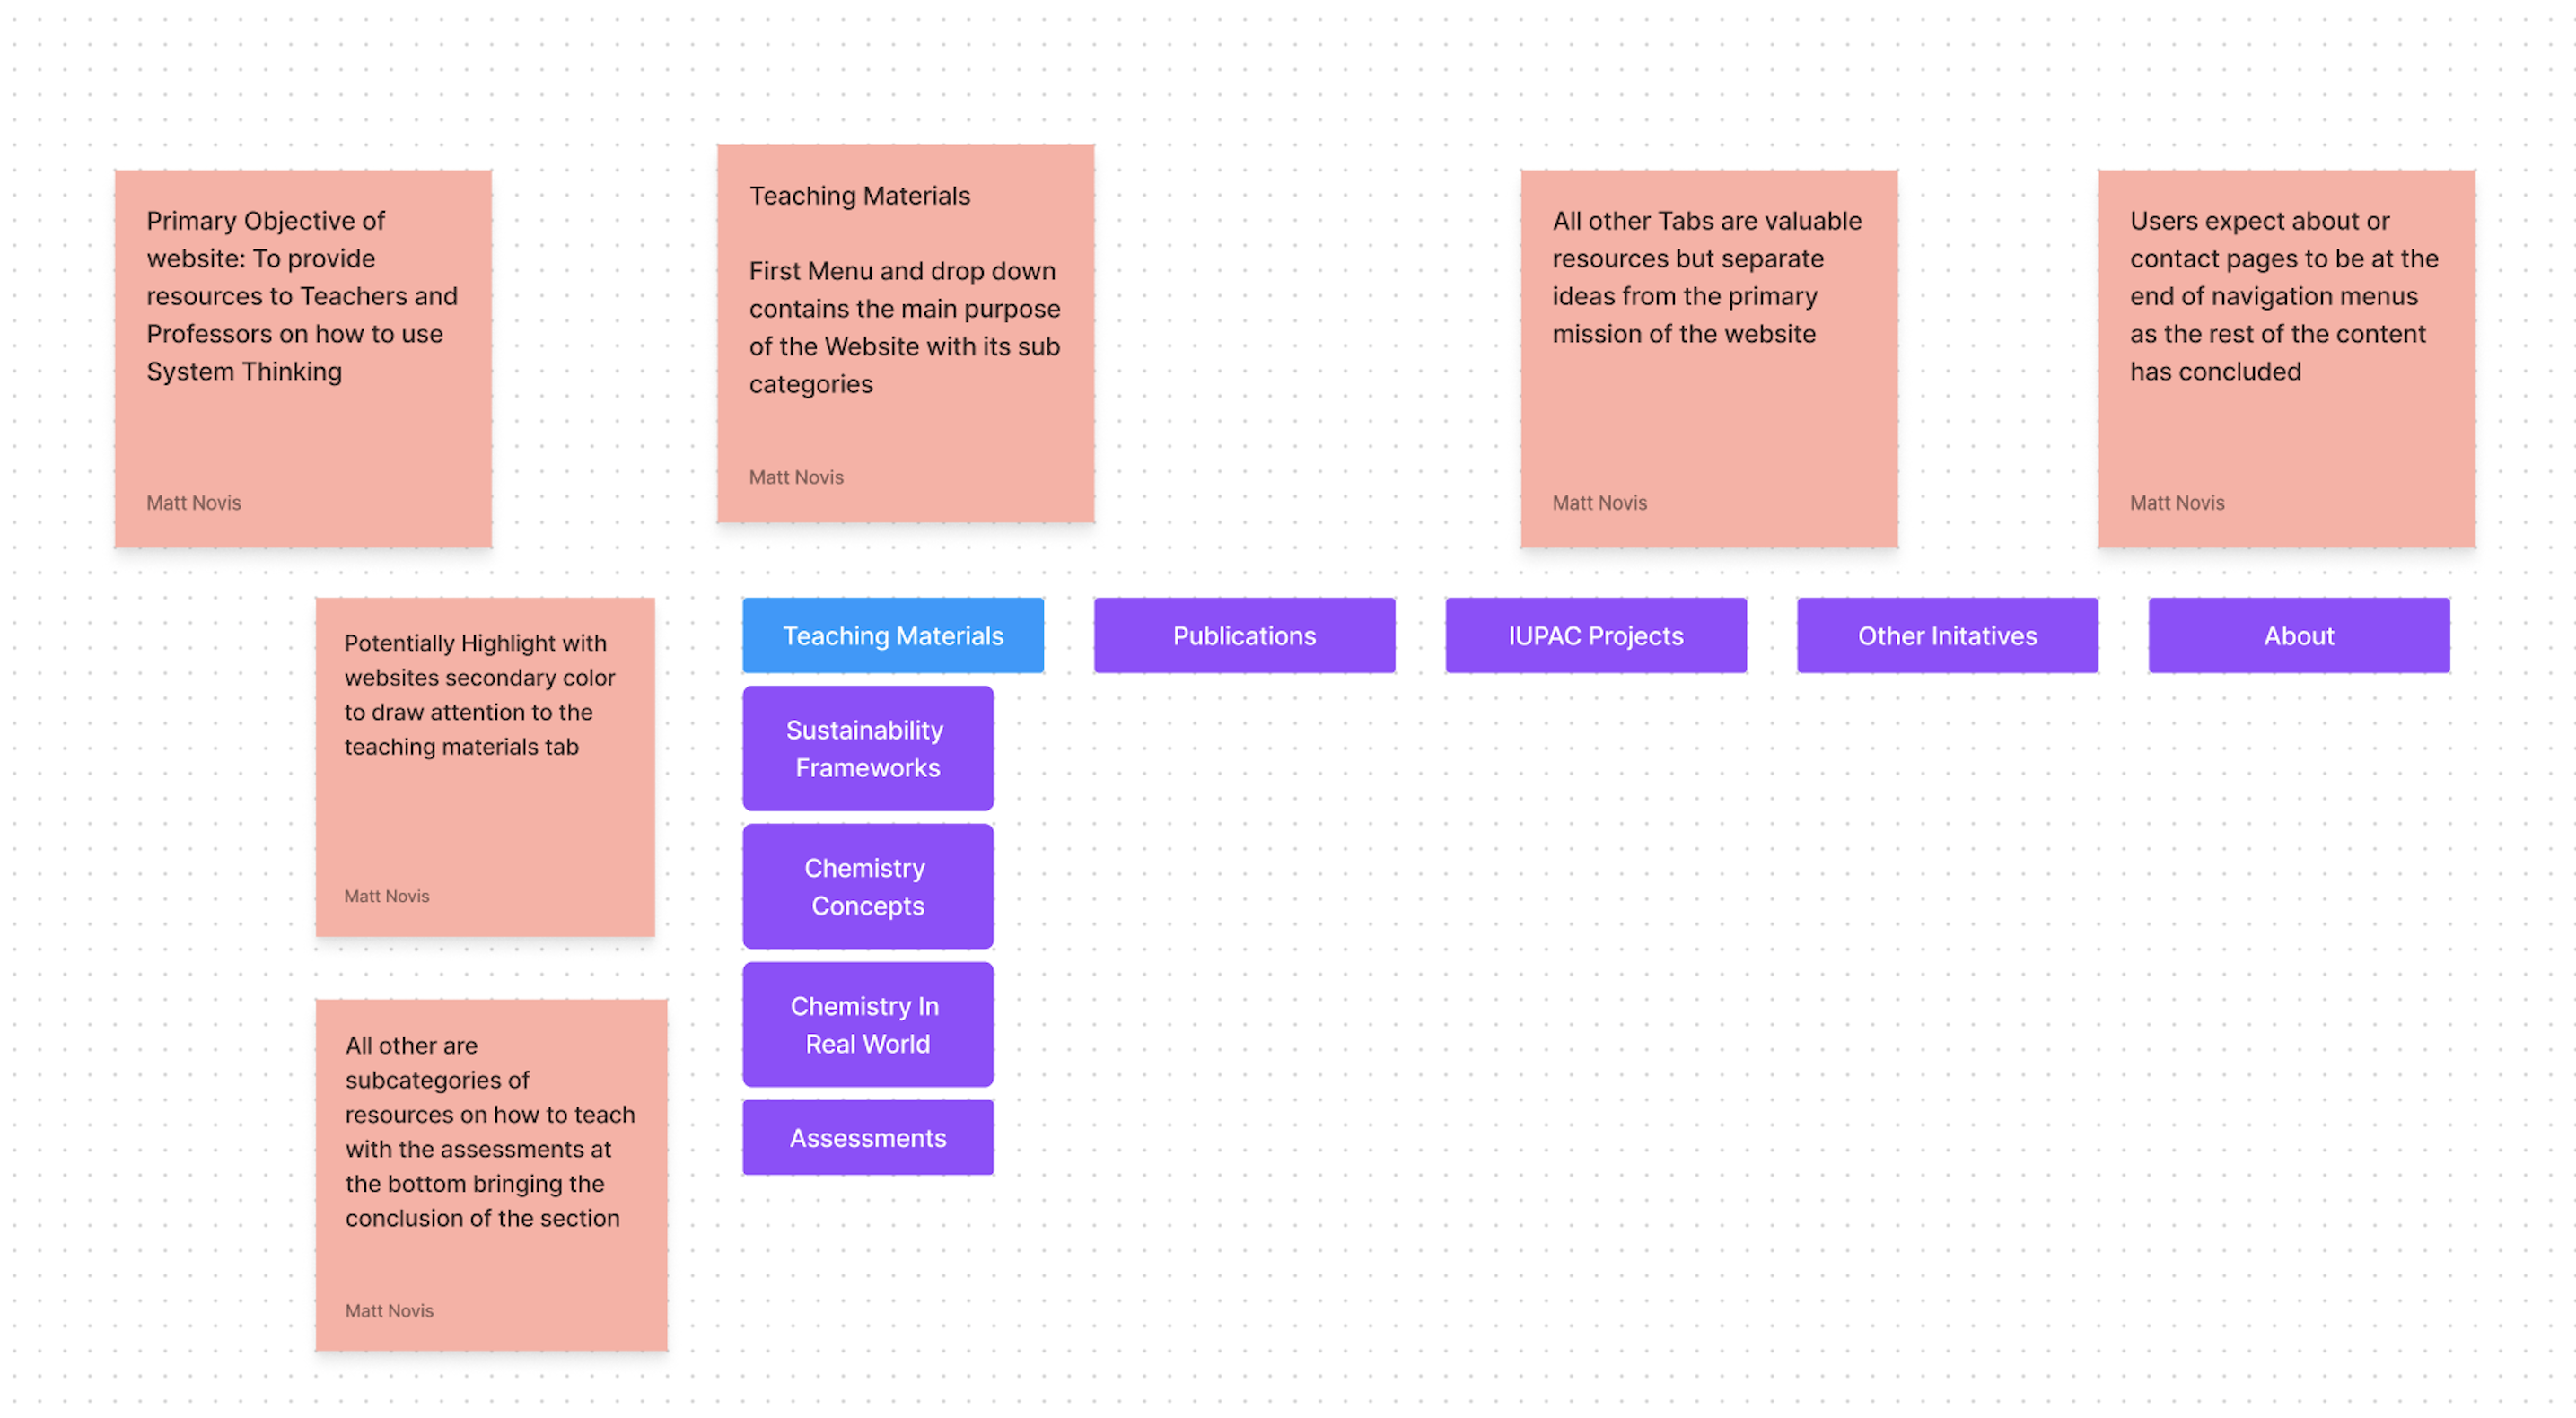 Primary Objective of
website: To provide
resources to Teachers and
Professors on how to use
System Thinking
Matt Novis
Teaching Materials
First Menu and drop down
contains the main purpose
of the Website with its sub
categories
Matt Novis
All other Tabs are valuable
resources but separate
ideas from the primary
mission of the website
Matt Novis
Users expect about or
contact pages to be at the
end of navigation menus
as the rest of the content
has concluded
Matt Novis
Potentially Highlight with
websites secondary color
to draw attention to the
teaching materials tab
Matt Novis
Teaching Materials
Publications
IUPAC Projects
Other Initatives
About
Sustainability
Frameworks
Chemistry
Concepts
Chemistry In
Real World
Assessments
All other are
subcategories of
resources on how to teach
with the assessments at
the bottom bringing the
conclusion of the section
Matt Novis